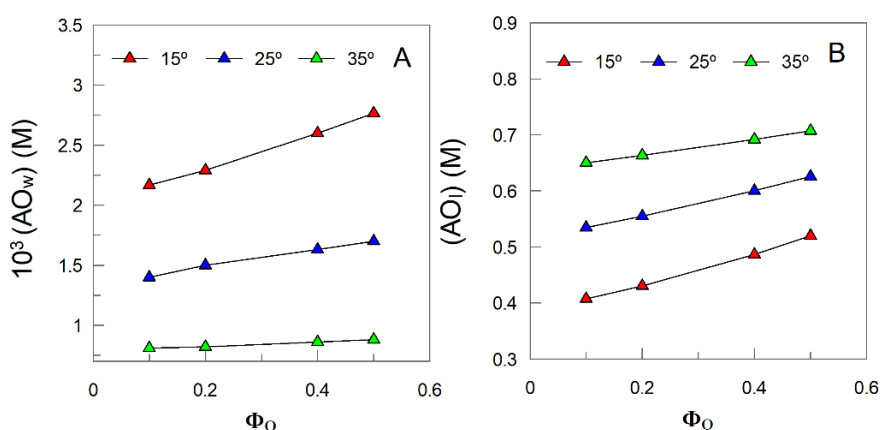 3.5
15º 25º 35º A
3
2.5
2
1.5
1
0 0.2 0.4 0.6
Φ_O
10³ (AO_w) (M)
0.9
15º 25º 35º B
0.8
0.7
0.6
0.5
0.4
0.3
0 0.2 0.4 0.6
Φ_O
(AO_I) (M)